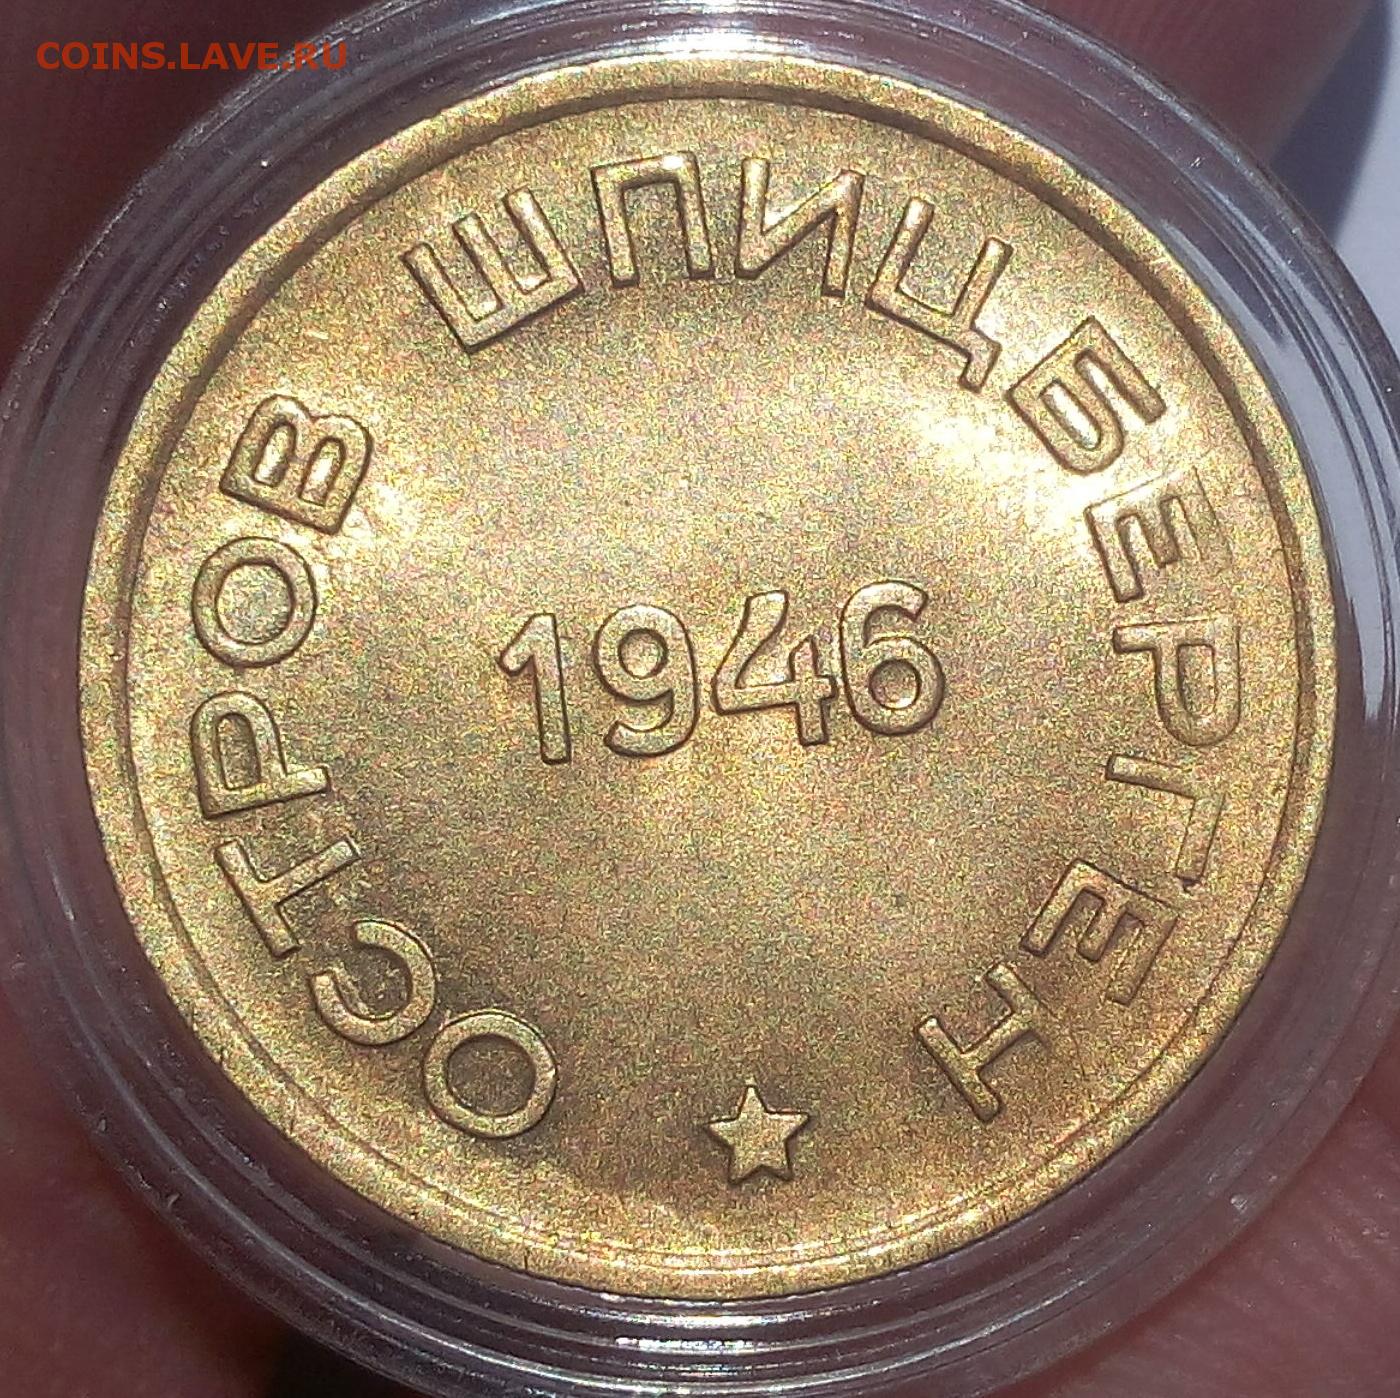 COINS.LAVE.RU
ОСТРОВ ШПИЦБЕРГЕН
1946